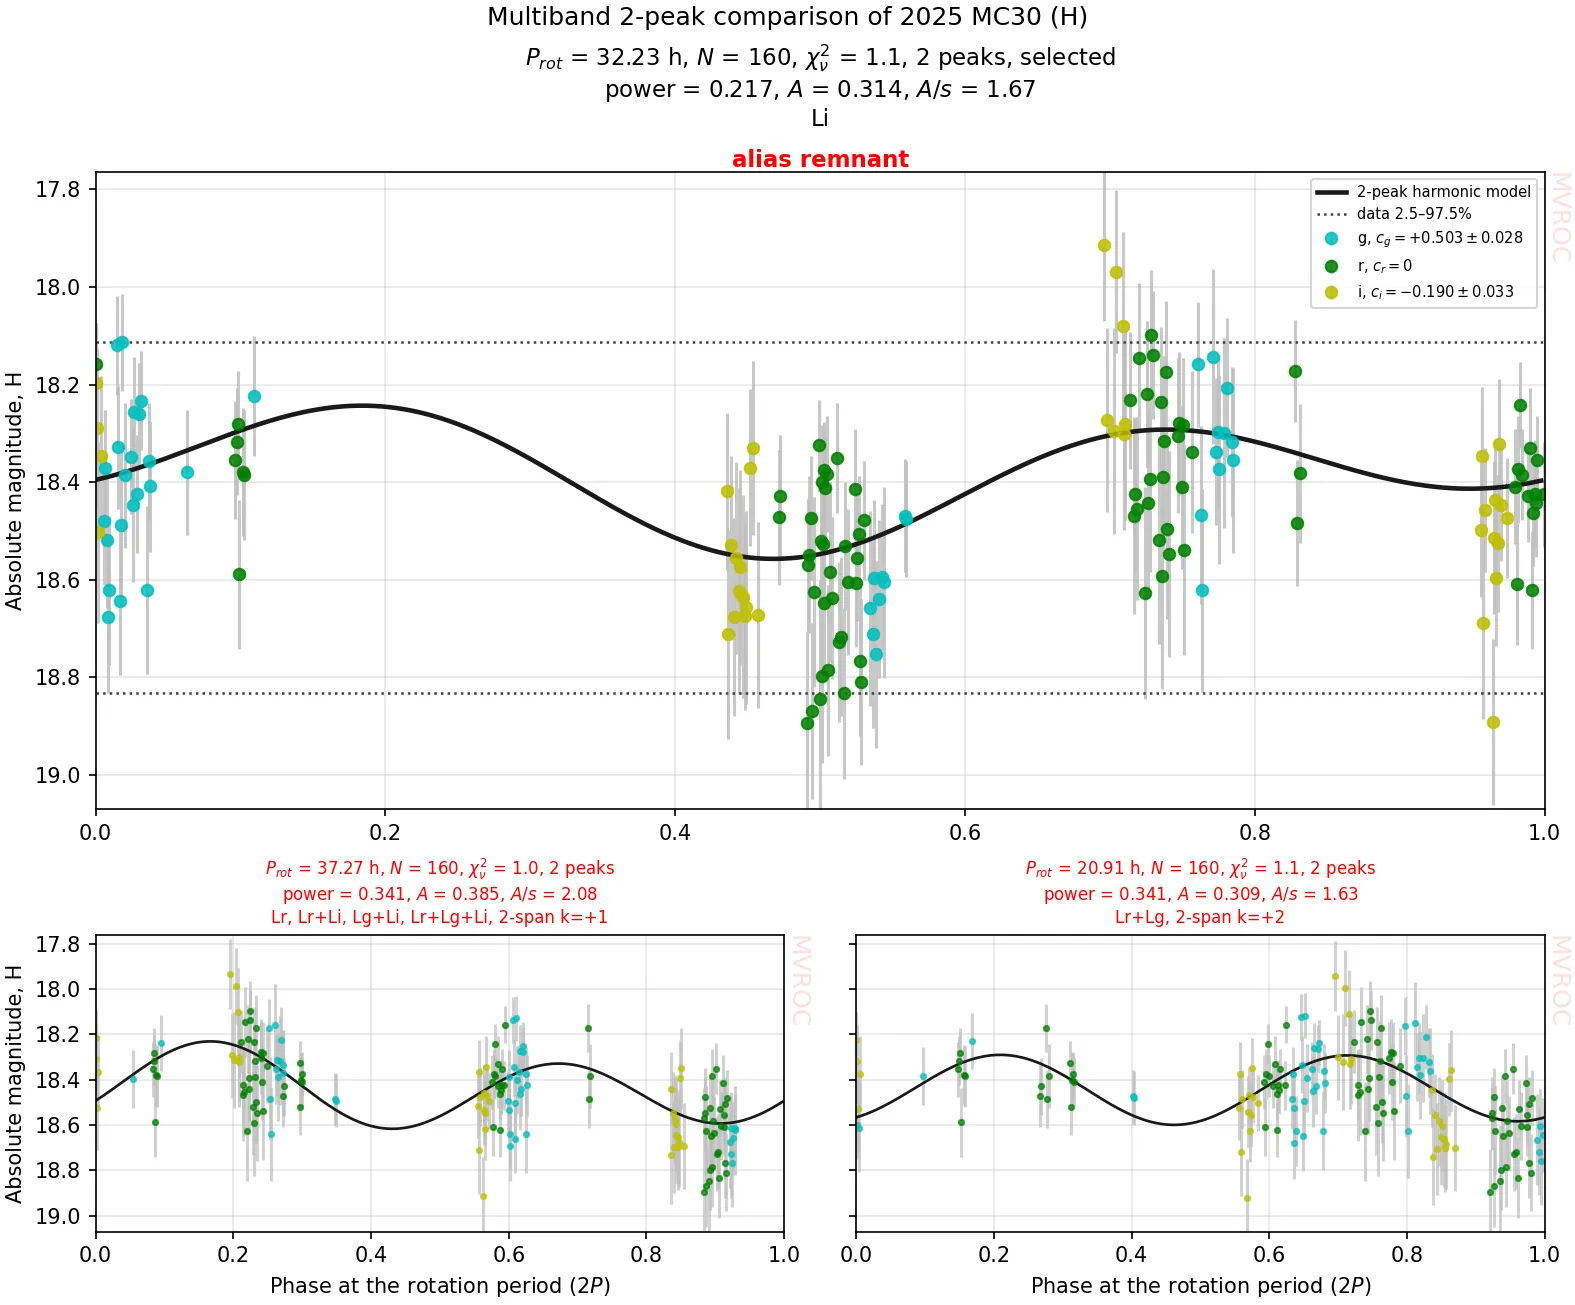 Multiband 2-peak comparison of 2025 MC30 (H)
P_rot = 32.23 h, N = 160, χ²_ν = 1.1, 2 peaks, selected
power = 0.217, A = 0.314, A/s = 1.67
Li
alias remnant
MVROC
2-peak harmonic model
data 2.5–97.5%
g, c_g = +0.503 ± 0.028
r, c_r = 0
i, c_i = −0.190 ± 0.033
Absolute magnitude, H
17.8
18.0
18.2
18.4
18.6
18.8
19.0
0.0 0.2 0.4 0.6 0.8 1.0
P_rot = 37.27 h, N = 160, χ²_ν = 1.0, 2 peaks
power = 0.341, A = 0.385, A/s = 2.08
Lr, Lr+Li, Lg+Li, Lr+Lg+Li, 2-span k=+1
MVROC
Absolute magnitude, H
17.8
18.0
18.2
18.4
18.6
18.8
19.0
0.0 0.2 0.4 0.6 0.8 1.0
Phase at the rotation period (2P)
P_rot = 20.91 h, N = 160, χ²_ν = 1.1, 2 peaks
power = 0.341, A = 0.309, A/s = 1.63
Lr+Lg, 2-span k=+2
MVROC
0.0 0.2 0.4 0.6 0.8 1.0
Phase at the rotation period (2P)